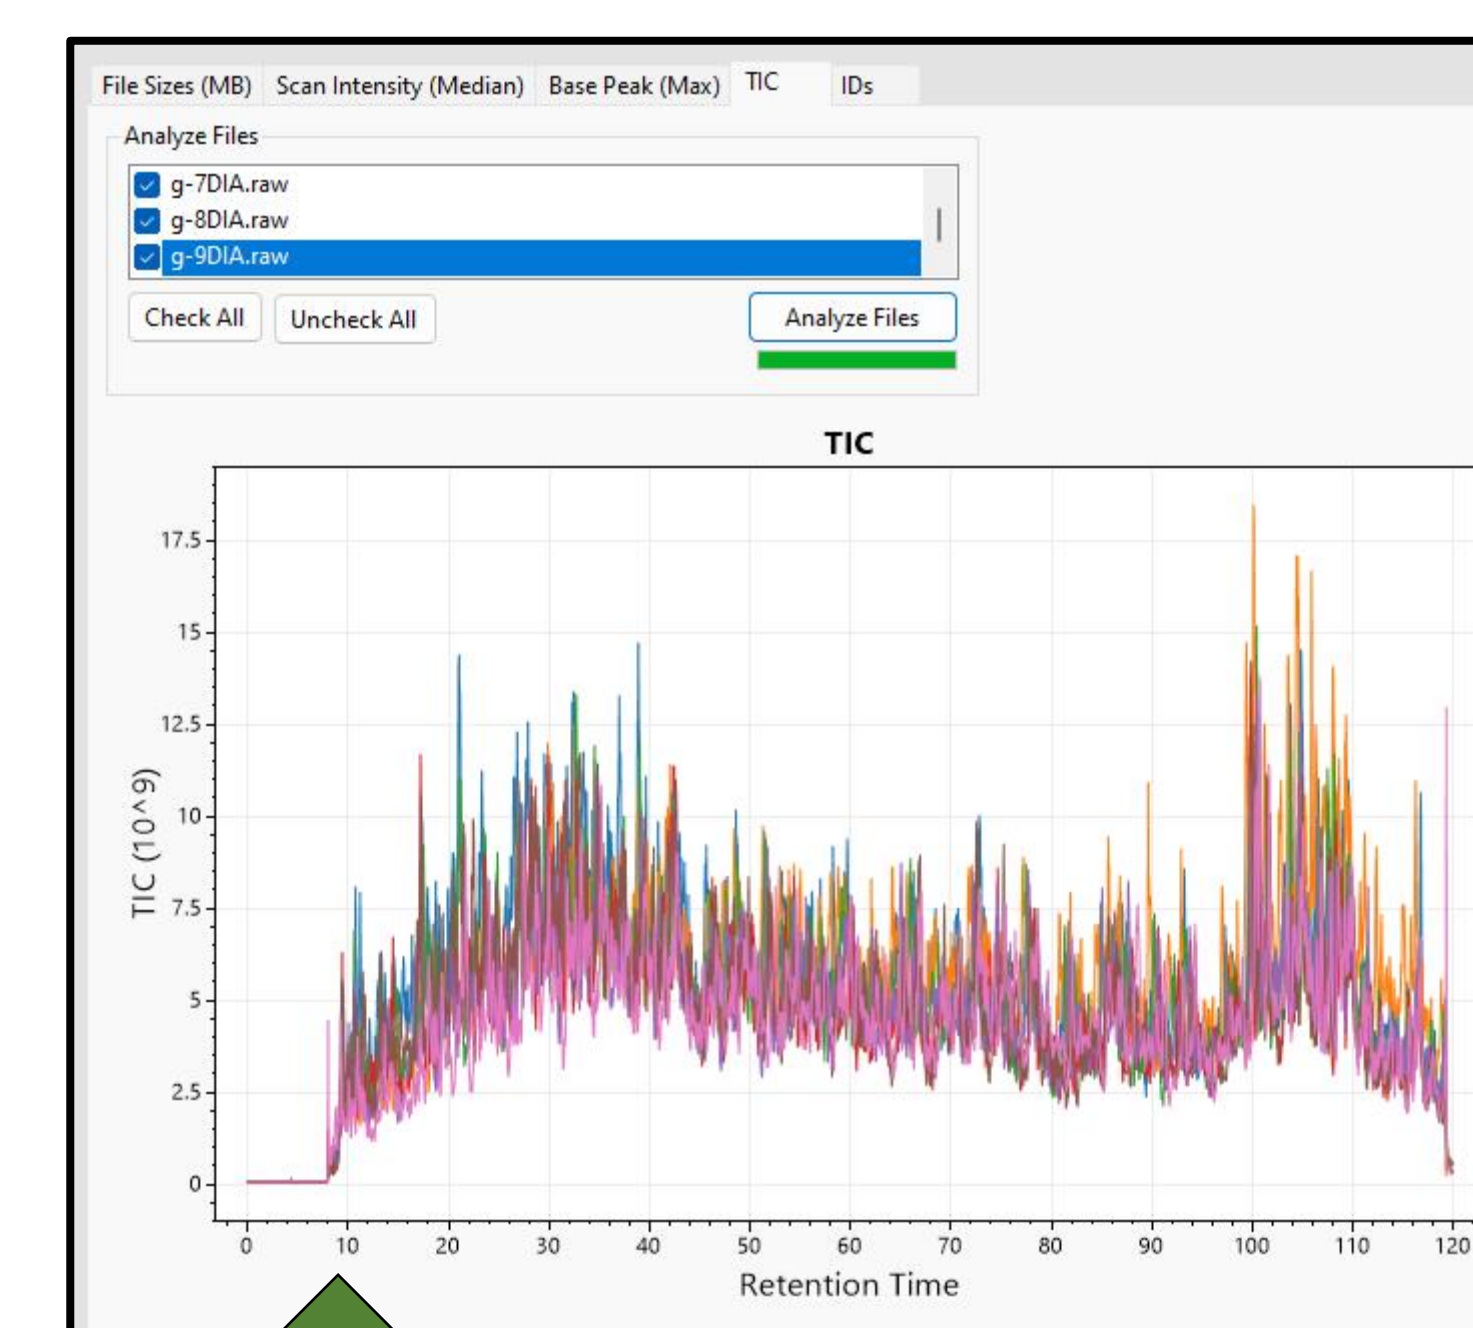 File Sizes (MB) Scan Intensity (Median) Base Peak (Max) TIC IDs
Analyze Files
g-7DIA.raw
g-8DIA.raw
g-9DIA.raw
Check All Uncheck All Analyze Files
TIC
17.5
15
12.5
10
7.5
5
2.5
0
TIC (10^9)
0 10 20 30 40 50 60 70 80 90 100 110 120
Retention Time